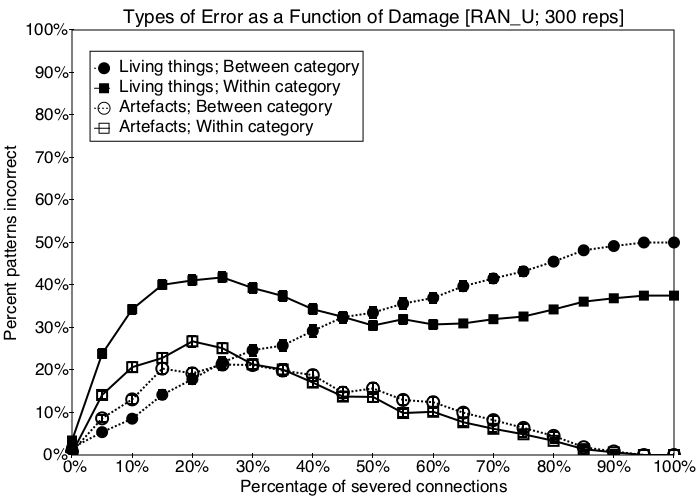 Types of Error as a Function of Damage [RAN_U; 300 reps]
100%
90%
80%
70%
60%
50%
40%
30%
20%
10%
0%
Percent patterns incorrect
Living things; Between category
Living things; Within category
Artefacts; Between category
Artefacts; Within category
0% 10% 20% 30% 40% 50% 60% 70% 80% 90% 100%
Percentage of severed connections